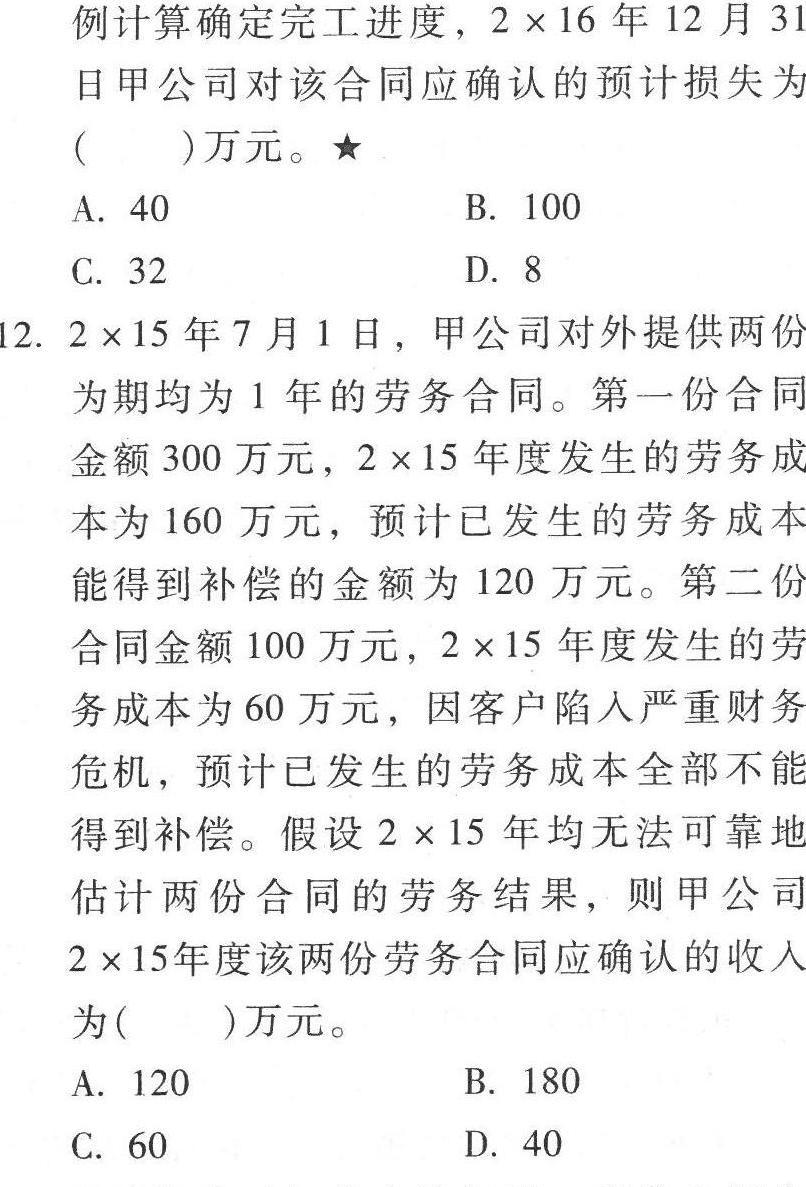 例计算确定完工进度，2×16 年 12 月 31
日甲公司对该合同应确认的预计损失为
(　　)万元。★
A. 40　　B. 100
C. 32　　D. 8
12. 2×15 年 7 月 1 日，甲公司对外提供两份
为期均为 1 年的劳务合同。第一份合同
金额 300 万元，2×15 年度发生的劳务成
本为 160 万元，预计已发生的劳务成本
能得到补偿的金额为 120 万元。第二份
合同金额 100 万元，2×15 年度发生的劳
务成本为 60 万元，因客户陷入严重财务
危机，预计已发生的劳务成本全部不能
得到补偿。假设 2×15 年均无法可靠地
估计两份合同的劳务结果，则甲公司
2×15年度该两份劳务合同应确认的收入
为(　　)万元。
A. 120　　B. 180
C. 60　　D. 40